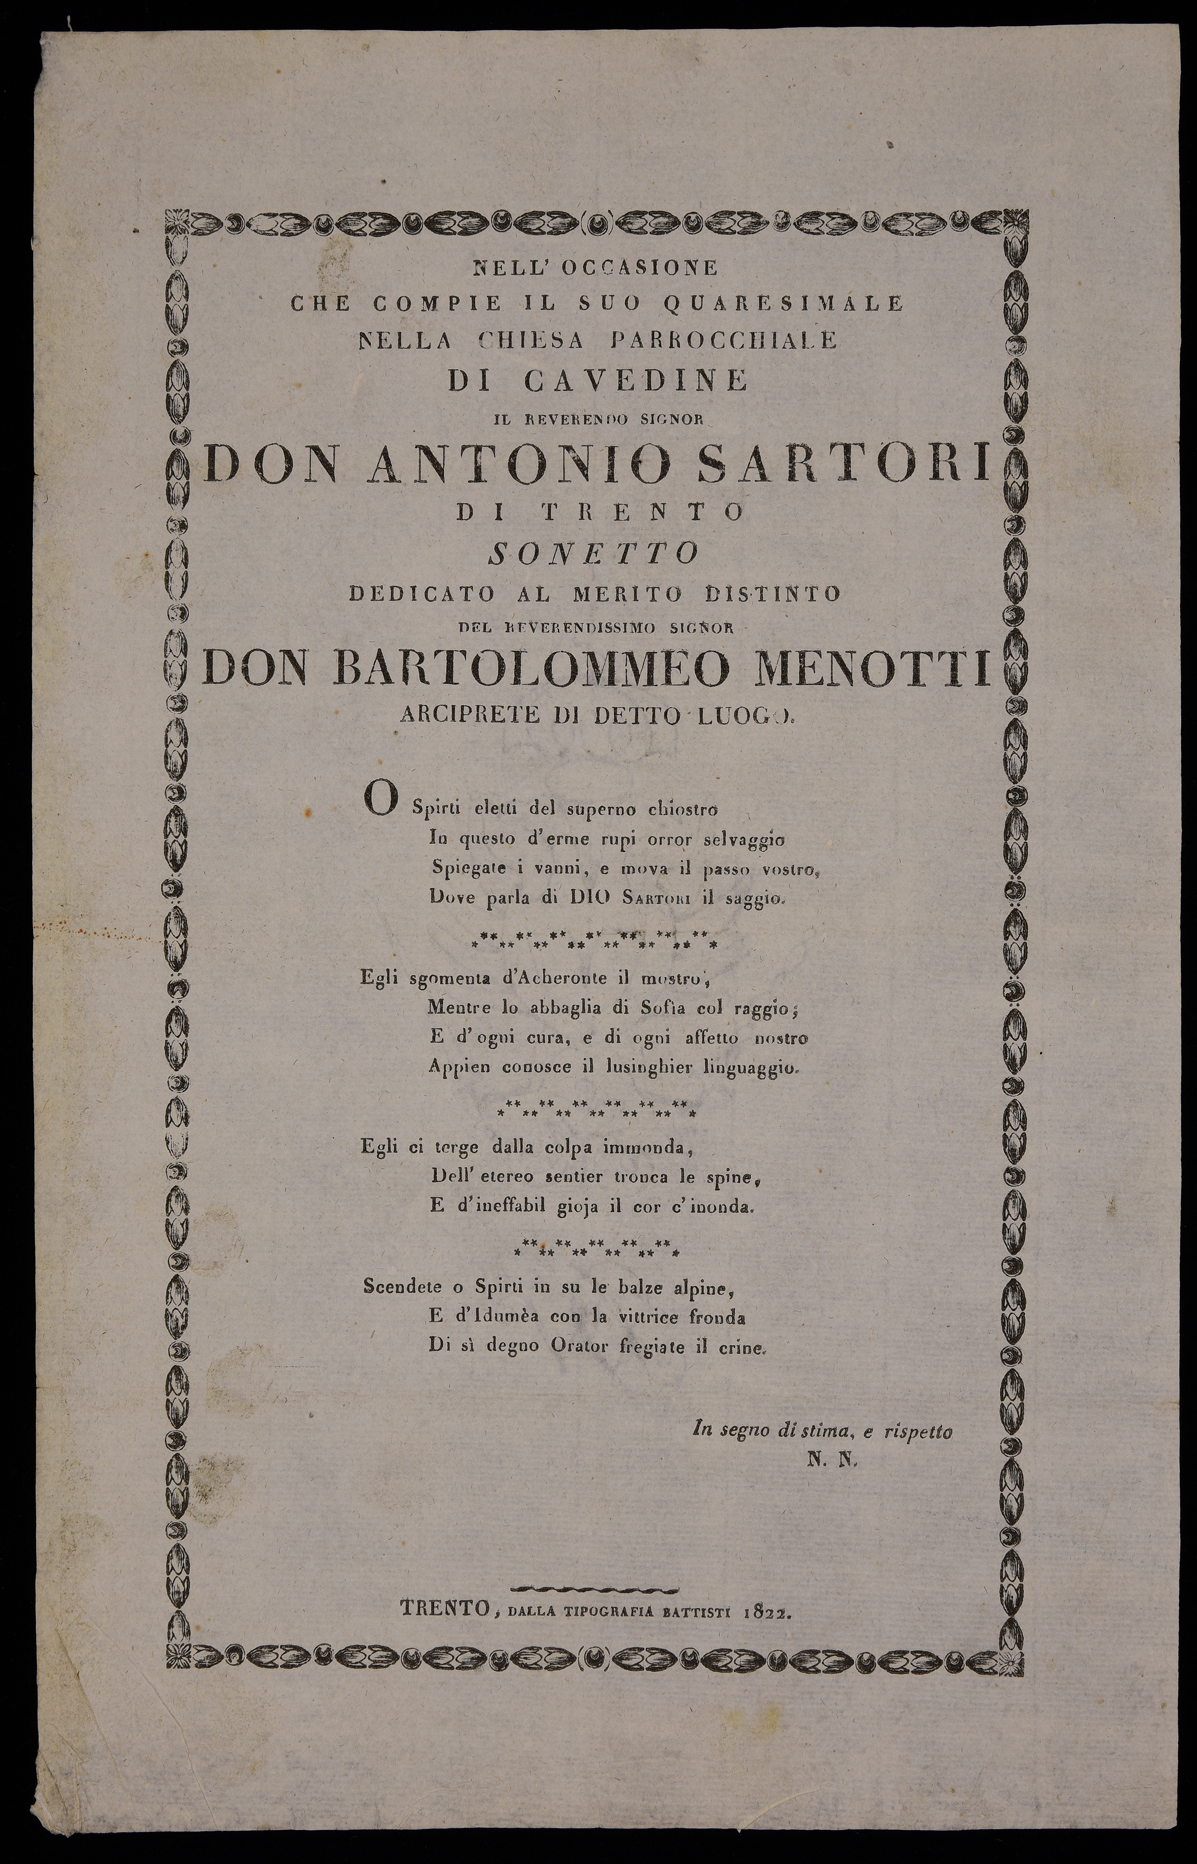 NELL' OCCASIONE
CHE COMPIE IL SUO QUARESIMALE
NELLA CHIESA PARROCCHIALE
DI CAVEDINE
IL REVERENDO SIGNOR
DON ANTONIO SARTORI
DI TRENTO
SONETTO
DEDICATO AL MERITO DISTINTO
DEL REVERENDISSIMO SIGNOR
DON BARTOLOMMEO MENOTTI
ARCIPRETE DI DETTO LUOGO.
O Spirti eletti del superno chiostro
In questo d'erme rupi orror selvaggio
Spiegate i vanni, e mova il passo vostro,
Dove parla di DIO SARTORI il saggio.
Egli sgomenta d'Acheronte il mostro,
Mentre lo abbaglia di Sofìa col raggio;
E d'ogni cura, e di ogni affetto nostro
Appien conosce il lusinghier linguaggio.
Egli ci terge dalla colpa immonda,
Dell' etereo sentier tronca le spine,
E d'ineffabil gioja il cor c'inonda.
Scendete o Spirti in su le balze alpine,
E d'Idumèa con la vittrice fronda
Di sì degno Orator fregiate il crine.
In segno di stima, e rispetto
N. N.
TRENTO, DALLA TIPOGRAFIA BATTISTI 1822.